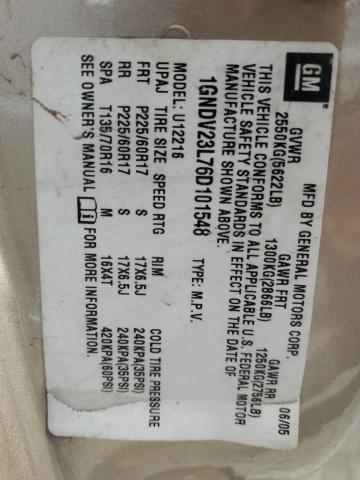 GM
MFD BY GENERAL MOTORS CORP. 06/05
GVWR GAWR FRT GAWR RR
2550KG(5622LB) 1300KG(2866LB) 1250KG(2756LB)
THIS VEHICLE CONFORMS TO ALL APPLICABLE U.S. FEDERAL MOTOR
VEHICLE SAFETY STANDARDS IN EFFECT ON THE DATE OF
MANUFACTURE SHOWN ABOVE.
1GNDV23L76D101548 TYPE: M.P.V.
MODEL: U12216
UPAJ TIRE SIZE SPEED RTG RIM COLD TIRE PRESSURE
FRT P225/60R17 S 17X6.5J 240KPA(35PSI)
RR P225/60R17 S 17X6.5J 240KPA(35PSI)
SPA T135/70R16 M 16X4T 420KPA(60PSI)
SEE OWNER'S MANUAL FOR MORE INFORMATION.